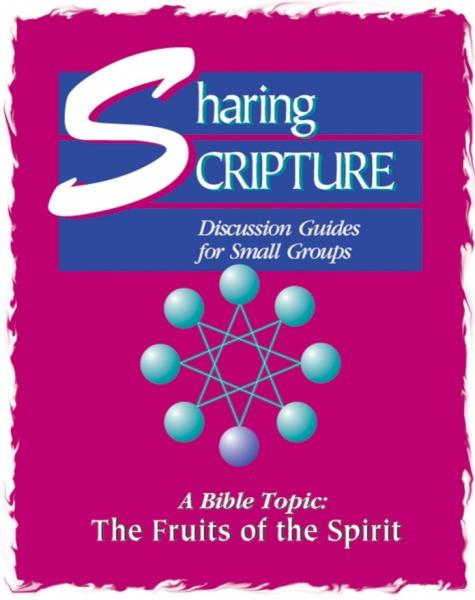 Sharing
SCRIPTURE
Discussion Guides
for Small Groups
A Bible Topic:
The Fruits of the Spirit